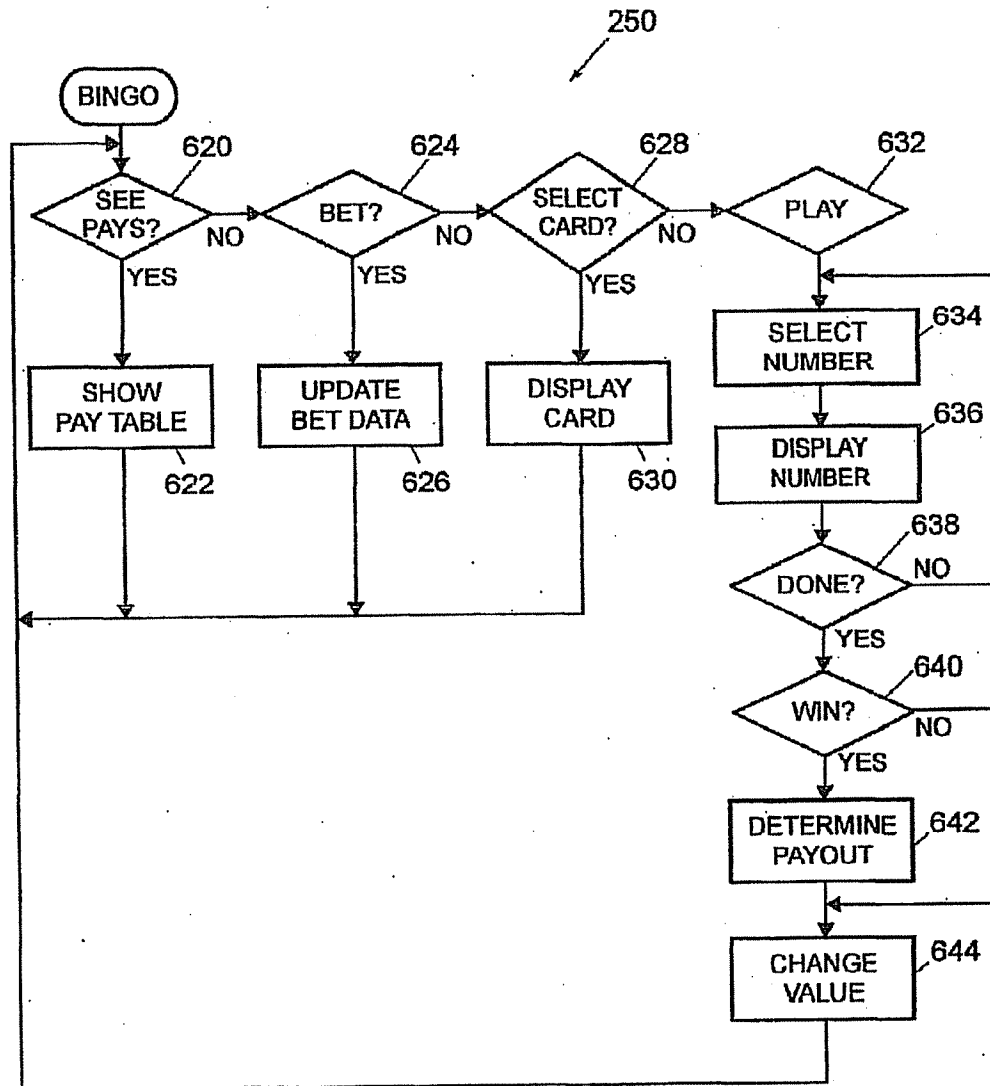 250
BINGO
620
624
628
632
SEE
PAYS?
BET?
SELECT
CARD?
PLAY
NO
NO
NO
YES
YES
YES
SELECT
NUMBER
634
SHOW
PAY TABLE
UPDATE
BET DATA
DISPLAY
CARD
622
626
630
DISPLAY
NUMBER
636
638
DONE?
NO
YES
640
WIN?
NO
YES
DETERMINE
PAYOUT
642
CHANGE
VALUE
644